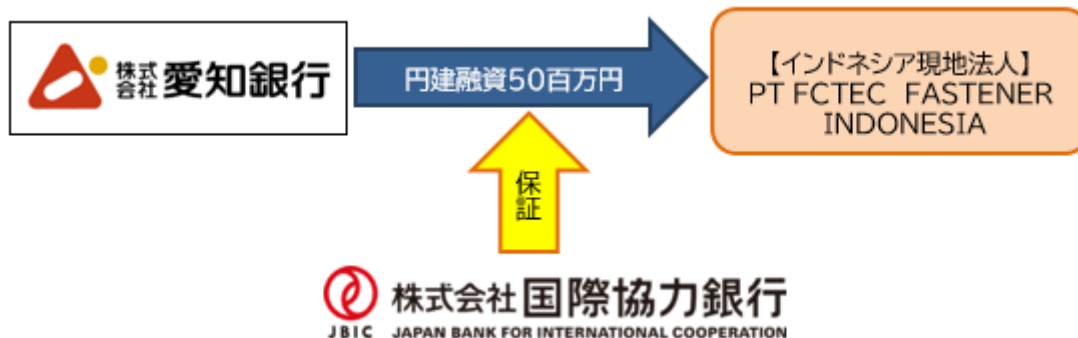 株式会社 愛知銀行
円建融資50百万円
【インドネシア現地法人】
PT FCTEC FASTENER
INDONESIA
保証
株式会社国際協力銀行
JBIC JAPAN BANK FOR INTERNATIONAL COOPERATION